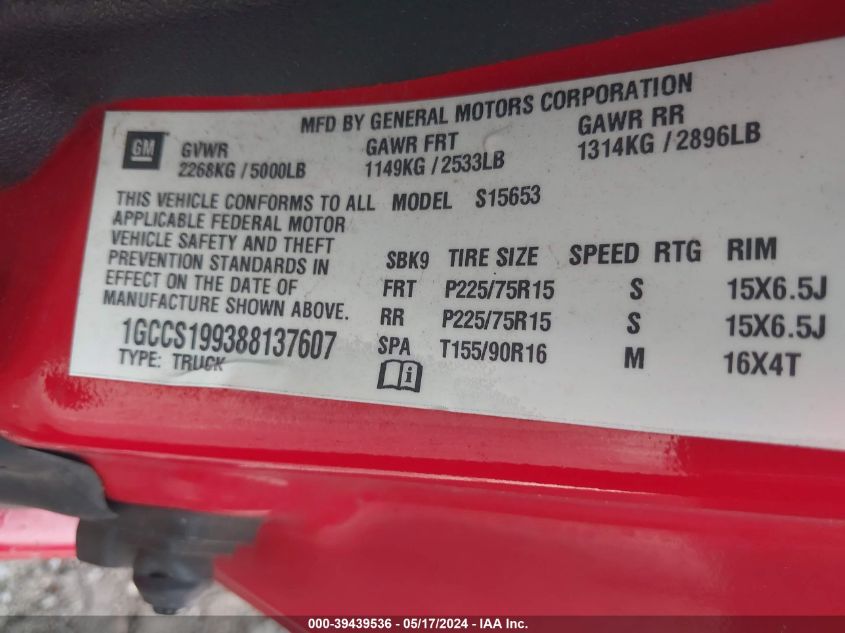 MFD BY GENERAL MOTORS CORPORATION
GM
GVWR GAWR FRT GAWR RR
2268KG / 5000LB 1149KG / 2533LB 1314KG / 2896LB
THIS VEHICLE CONFORMS TO ALL
APPLICABLE FEDERAL MOTOR
VEHICLE SAFETY AND THEFT
PREVENTION STANDARDS IN
EFFECT ON THE DATE OF
MANUFACTURE SHOWN ABOVE.
1GCCS199388137607
TYPE: TRUCK
MODEL S15653
SBK9 TIRE SIZE SPEED RTG RIM
FRT P225/75R15 S 15X6.5J
RR P225/75R15 S 15X6.5J
SPA T155/90R16 M 16X4T
000-39439536 - 05/17/2024 - IAA Inc.